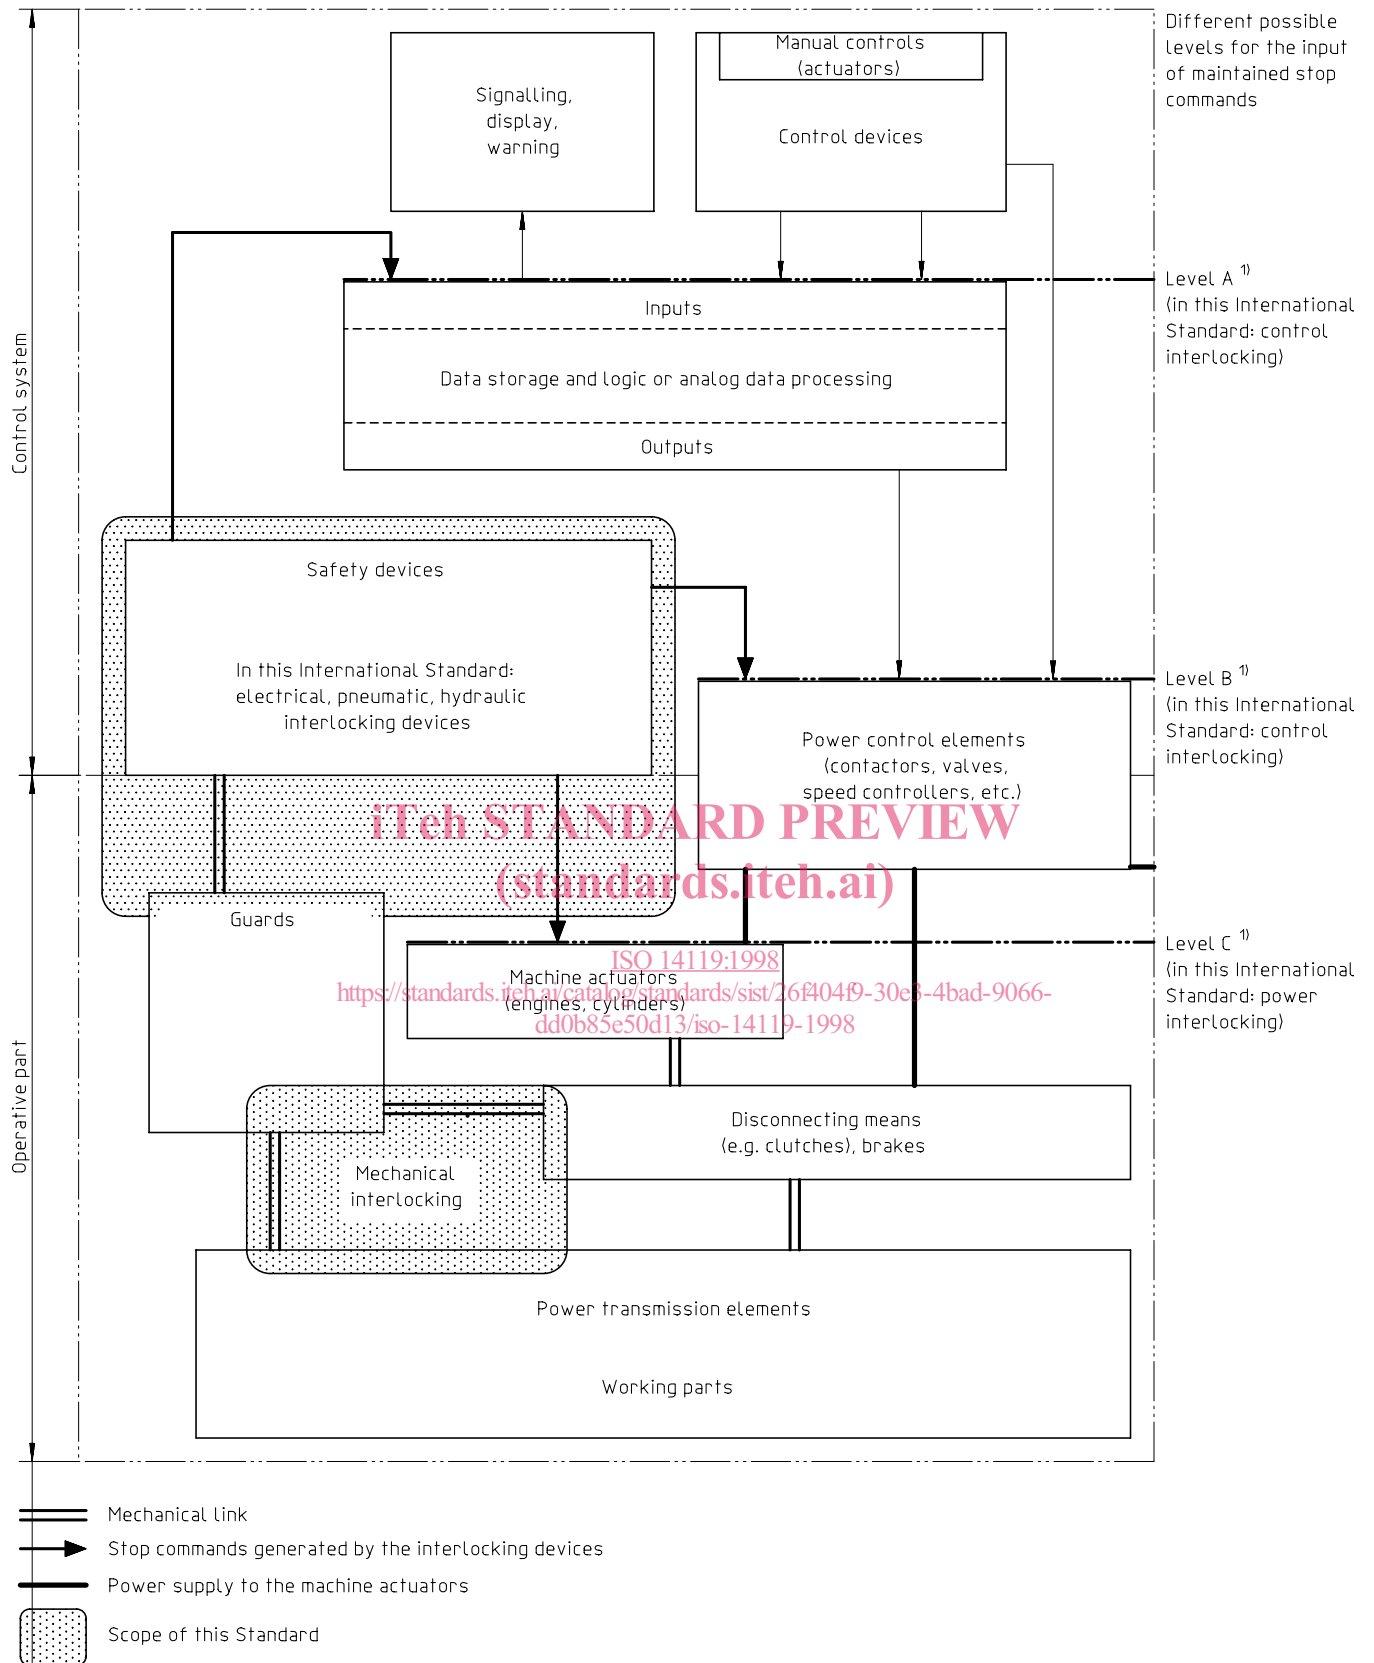 Different possible
levels for the input
of maintained stop
commands
Manual controls
(actuators)
Signalling,
display,
warning
Control devices
Level A 1)
(in this International
Standard: control
interlocking)
Inputs
Data storage and logic or analog data processing
Outputs
Control system
Safety devices
In this International Standard:
electrical, pneumatic, hydraulic
interlocking devices
Level B 1)
(in this International
Standard: control
interlocking)
Power control elements
(contactors, valves,
speed controllers, etc.)
iTeh STANDARD PREVIEW
(standards.iteh.ai)
Guards
Level C 1)
(in this International
Standard: power
interlocking)
ISO 14119:1998
Machine actuators
(engines, cylinders)
https://standards.iteh.ai/catalog/standards/sist/26f404f9-30e3-4bad-9066-
dd0b85e50d13/iso-14119-1998
Operative part
Disconnecting means
(e.g. clutches), brakes
Mechanical
interlocking
Power transmission elements
Working parts
Mechanical link
Stop commands generated by the interlocking devices
Power supply to the machine actuators
Scope of this Standard